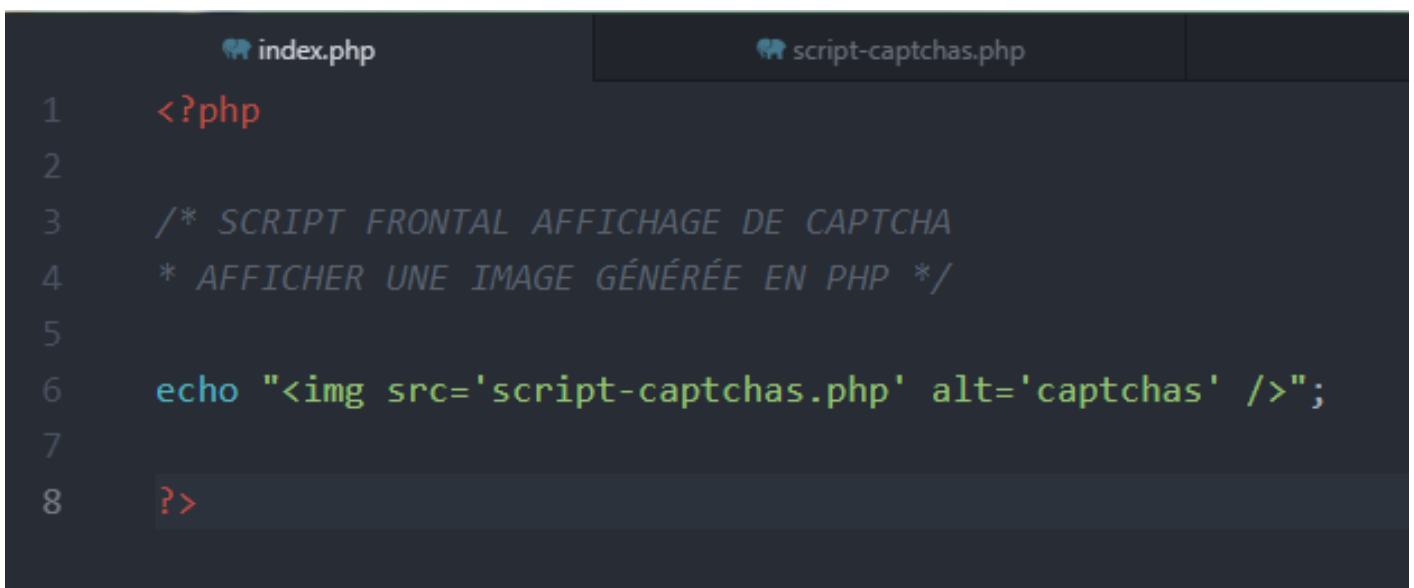 index.php script-captchas.php
1 <?php
2
3 /* SCRIPT FRONTAL AFFICHAGE DE CAPTCHA
4 * AFFICHER UNE IMAGE GÉNÉRÉE EN PHP */
5
6 echo "<img src='script-captchas.php' alt='captchas' />";
7
8 ?>